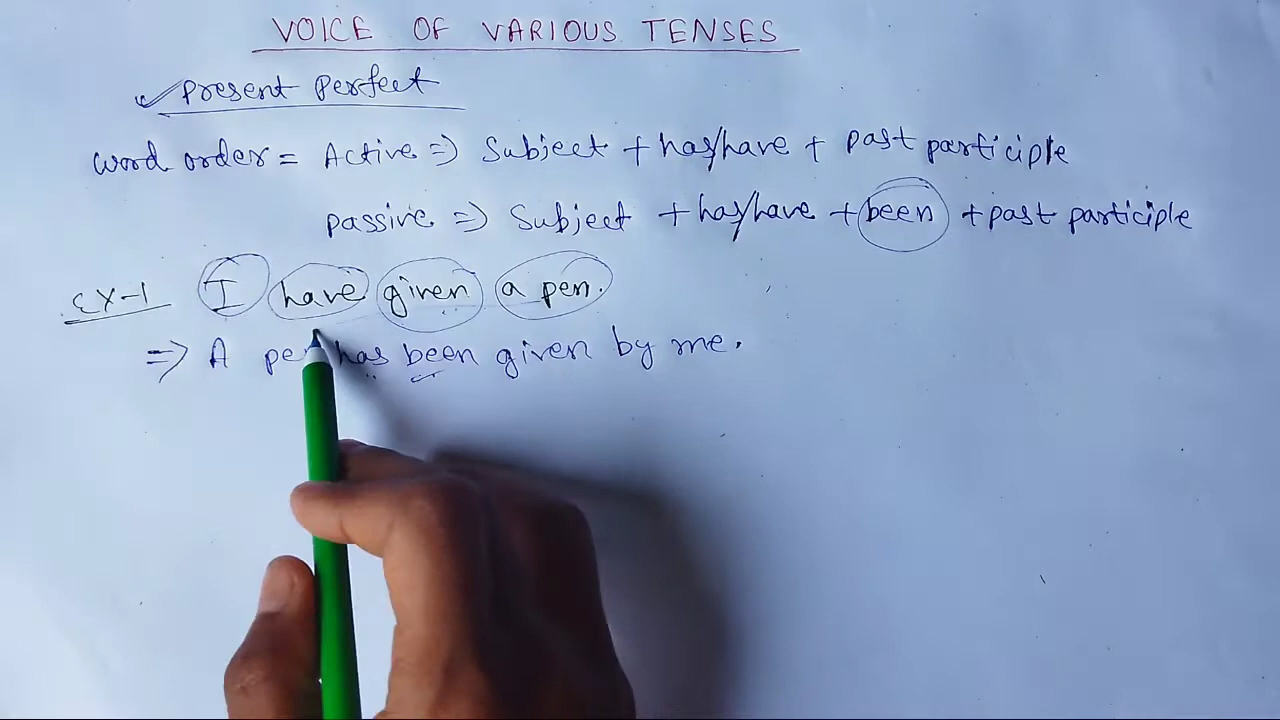 VOICE OF VARIOUS TENSES
Present Perfect
word order = Active => Subject + has/have + past participle
passive => Subject + has/have + been + past participle
EX-1 I have given a pen.
=> A pen has been given by me.